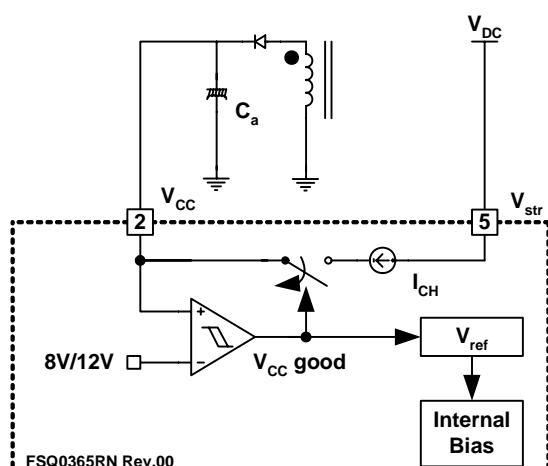 V_DC
C_a
V_CC
V_str
2
5
I_CH
+
8V/12V
−
V_CC good
V_ref
Internal
Bias
FSQ0365RN Rev.00